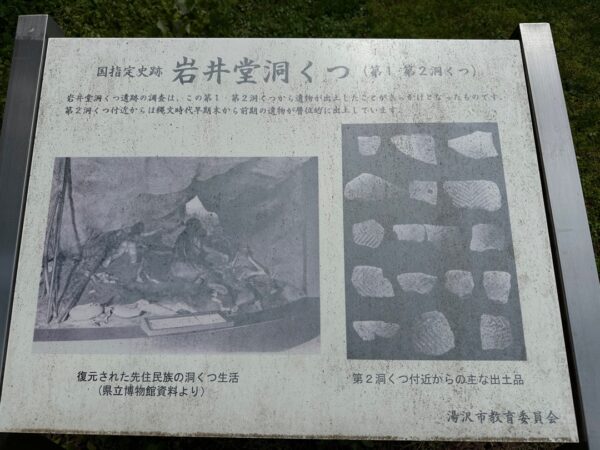 国指定史跡 岩井堂洞くつ（第1 第2洞くつ）
岩井堂洞くつ遺跡の調査は、この第1 第2洞くつから遺物が出土したことがきっかけとなったものです。
第2洞くつ付近からは縄文時代早期末から前期の遺物が層位的に出土しています。
復元された先住民族の洞くつ生活
（県立博物館資料より）
第２洞くつ付近からの主な出土品
湯沢市教育委員会